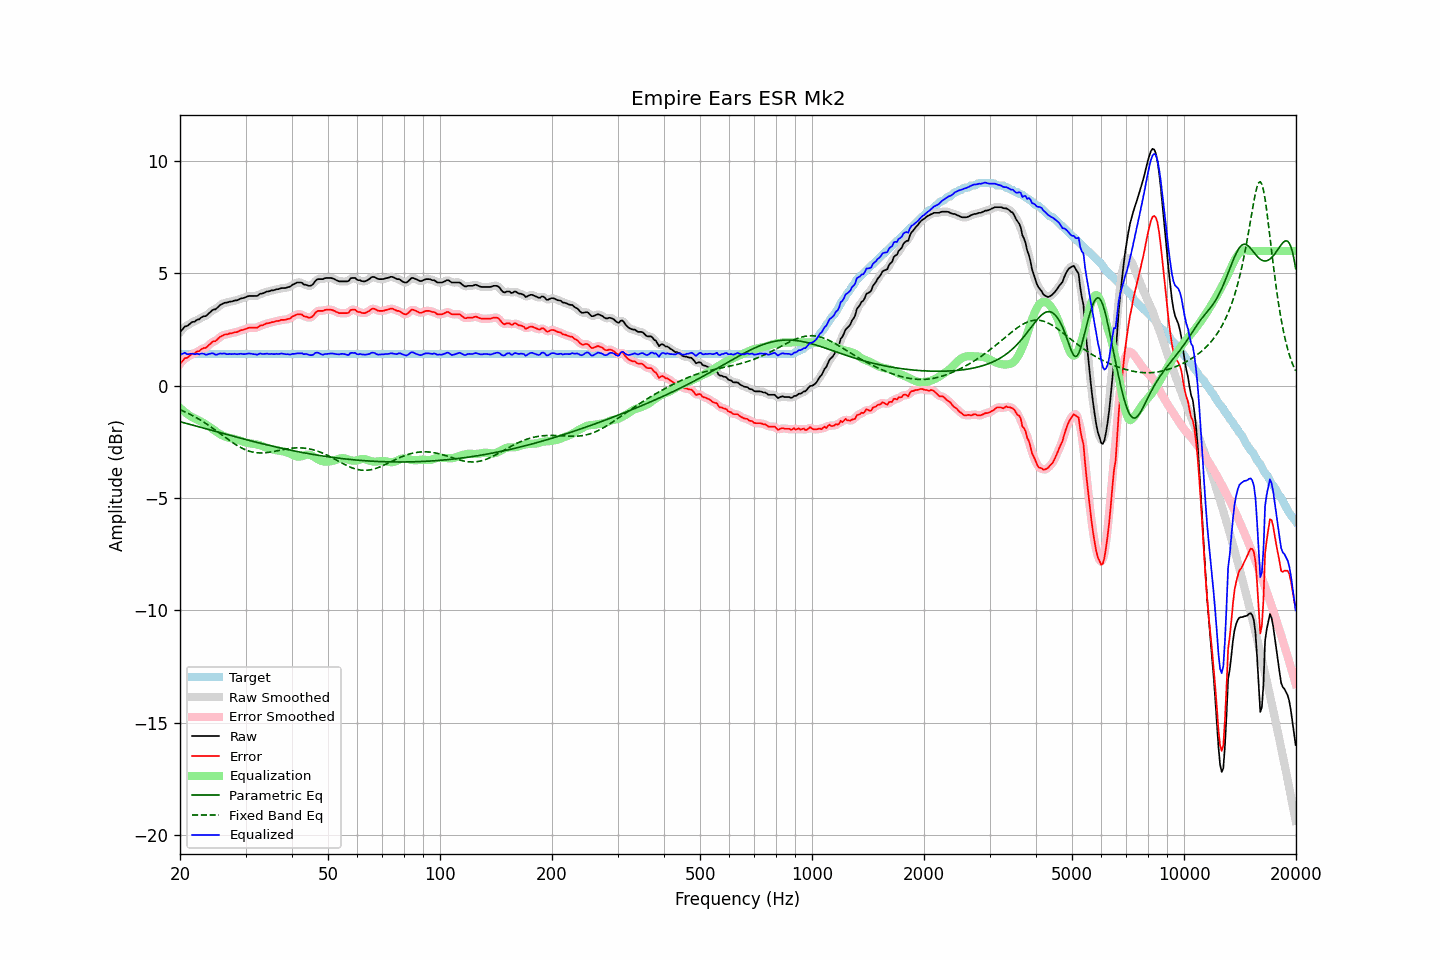 Empire Ears ESR Mk2
10
5
0
−5
−10
−15
−20
Amplitude (dBr)
Target
Raw Smoothed
Error Smoothed
Raw
Error
Equalization
Parametric Eq
Fixed Band Eq
Equalized
20 50 100 200 500 1000 2000 5000 10000 20000
Frequency (Hz)